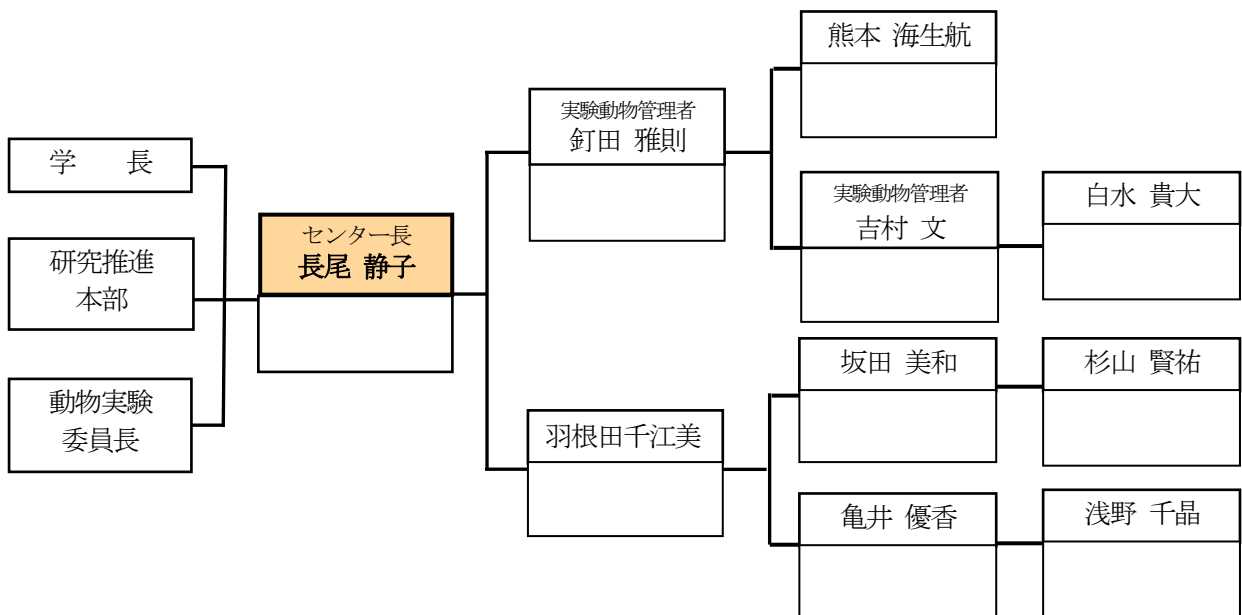 学　長
研究推進
本部
動物実験
委員長
センター長
長尾 静子
実験動物管理者
釘田 雅則
羽根田千江美
熊本 海生航
実験動物管理者
吉村 文
坂田 美和
亀井 優香
白水 貴大
杉山 賢祐
浅野 千晶